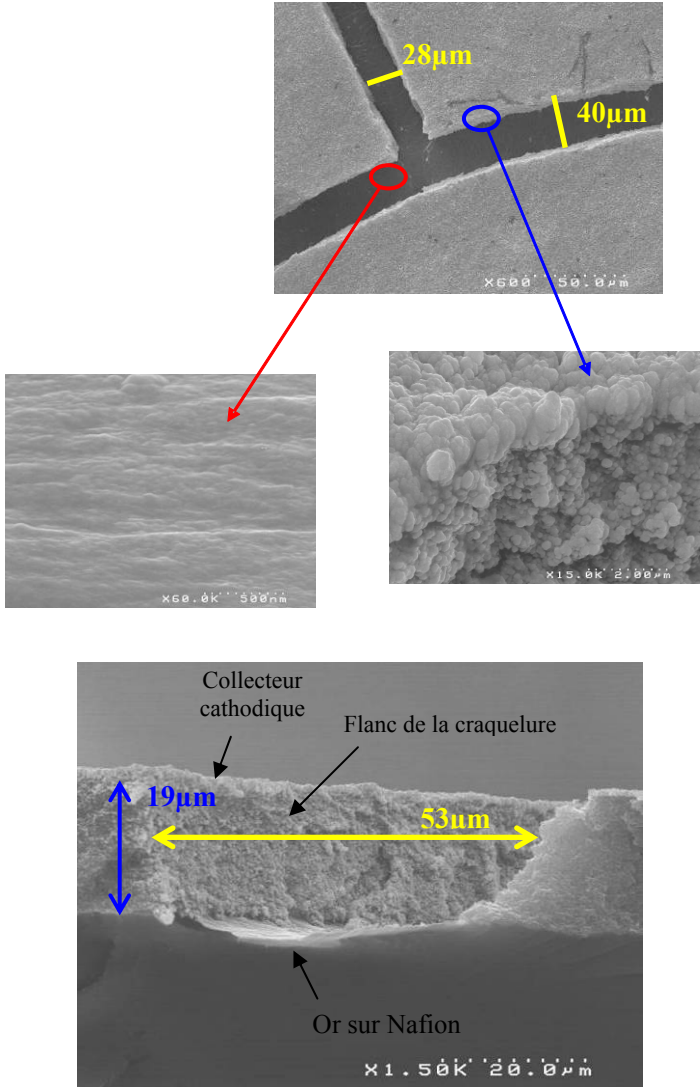 28µm
40µm
X600 50.0µm
X60.0K 500nm
X15.0K 2.00µm
Collecteur
cathodique
Flanc de la craquelure
19µm
53µm
Or sur Nafion
X1.50K 20.0µm